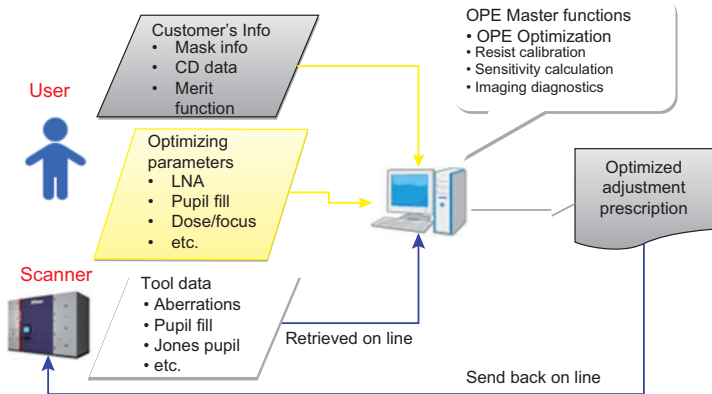 OPE Master functions
• OPE Optimization
• Resist calibration
• Sensitivity calculation
• Imaging diagnostics
Customer's Info
• Mask info
• CD data
• Merit
function
User
Optimizing
parameters
• LNA
• Pupil fill
• Dose/focus
• etc.
Optimized
adjustment
prescription
Scanner
Tool data
• Aberrations
• Pupil fill
• Jones pupil
• etc.
Retrieved on line
Send back on line